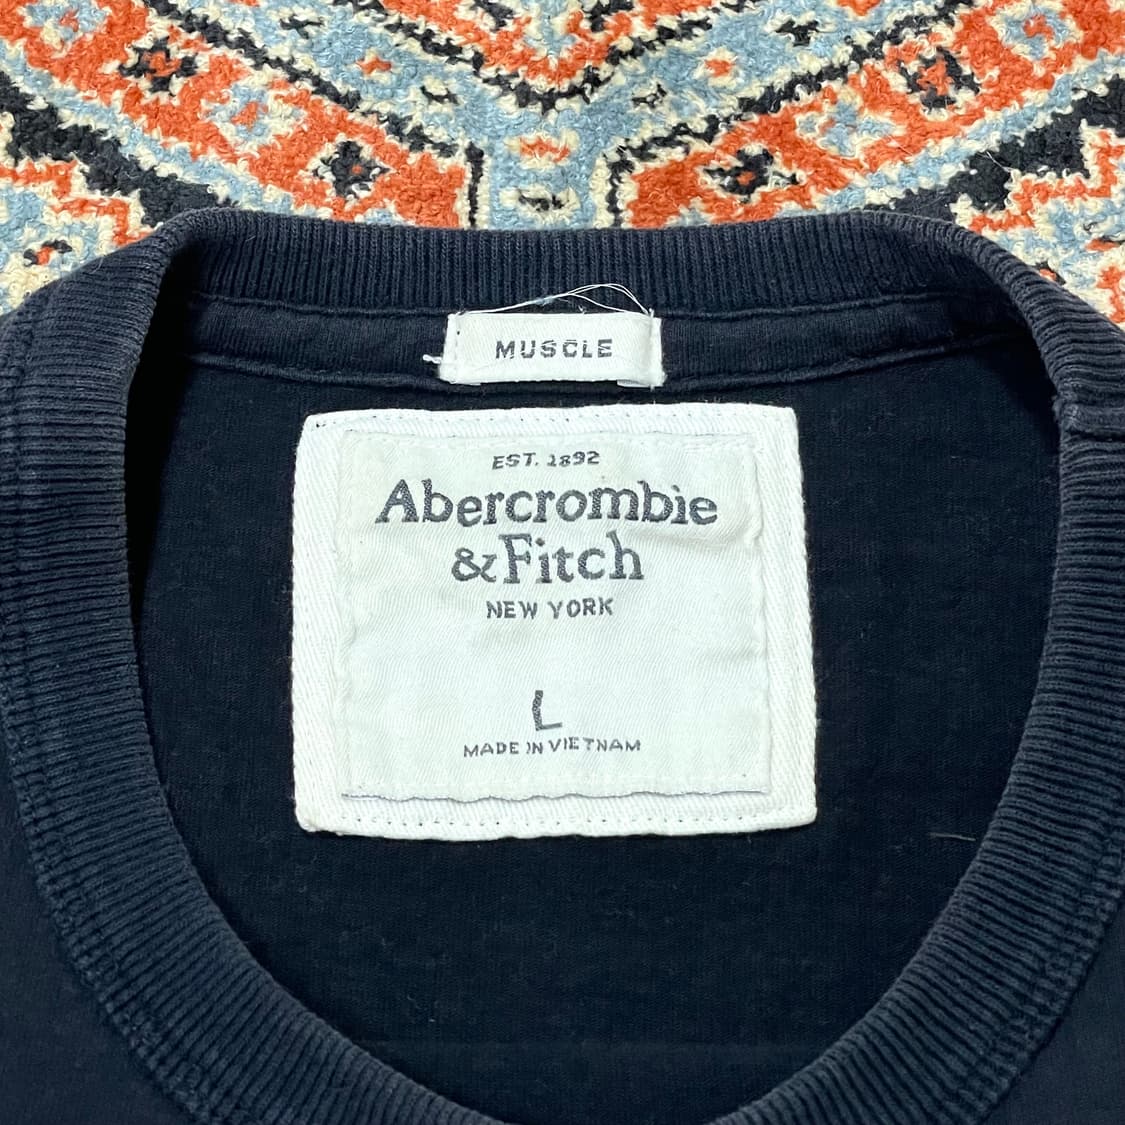 MUSCLE
EST. 1892
Abercrombie
& Fitch
NEW YORK
L
MADE IN VIETNAM